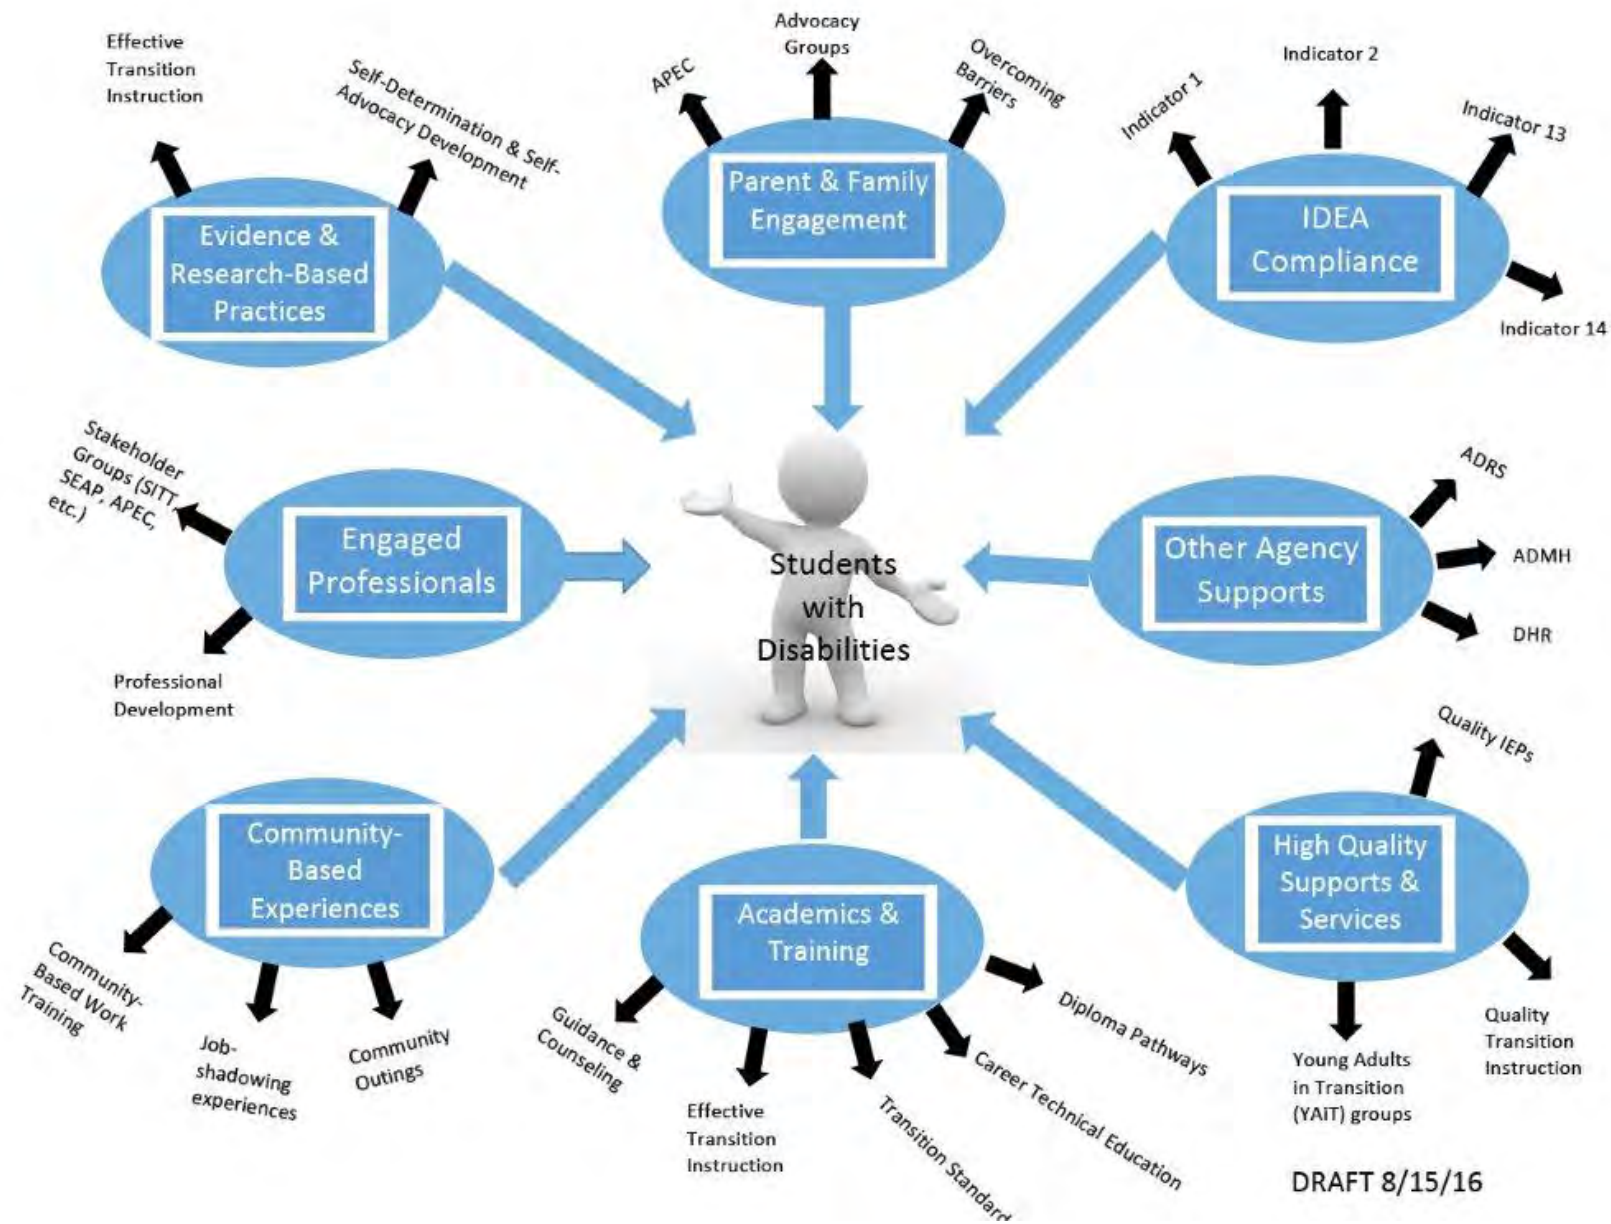 Effective
Transition
Instruction
Self-Determination & Self-
Advocacy Development
Evidence &
Research-Based
Practices
APEC
Advocacy
Groups
Overcoming
Barriers
Parent & Family
Engagement
Indicator 1
Indicator 2
Indicator 13
Indicator 14
IDEA
Compliance
Stakeholder
Groups (SITT,
SEAP, APEC,
etc.)
Engaged
Professionals
Professional
Development
Students
with
Disabilities
Other Agency
Supports
ADRS
ADMH
DHR
Community-
Based
Experiences
Community-
Based Work
Training
Job-
shadowing
experiences
Community
Outings
Academics &
Training
Guidance &
Counseling
Effective
Transition
Instruction
Transition Standard
Career Technical Education
Diploma Pathways
High Quality
Supports &
Services
Quality IEPs
Young Adults
in Transition
(YAiT) groups
Quality
Transition
Instruction
DRAFT 8/15/16